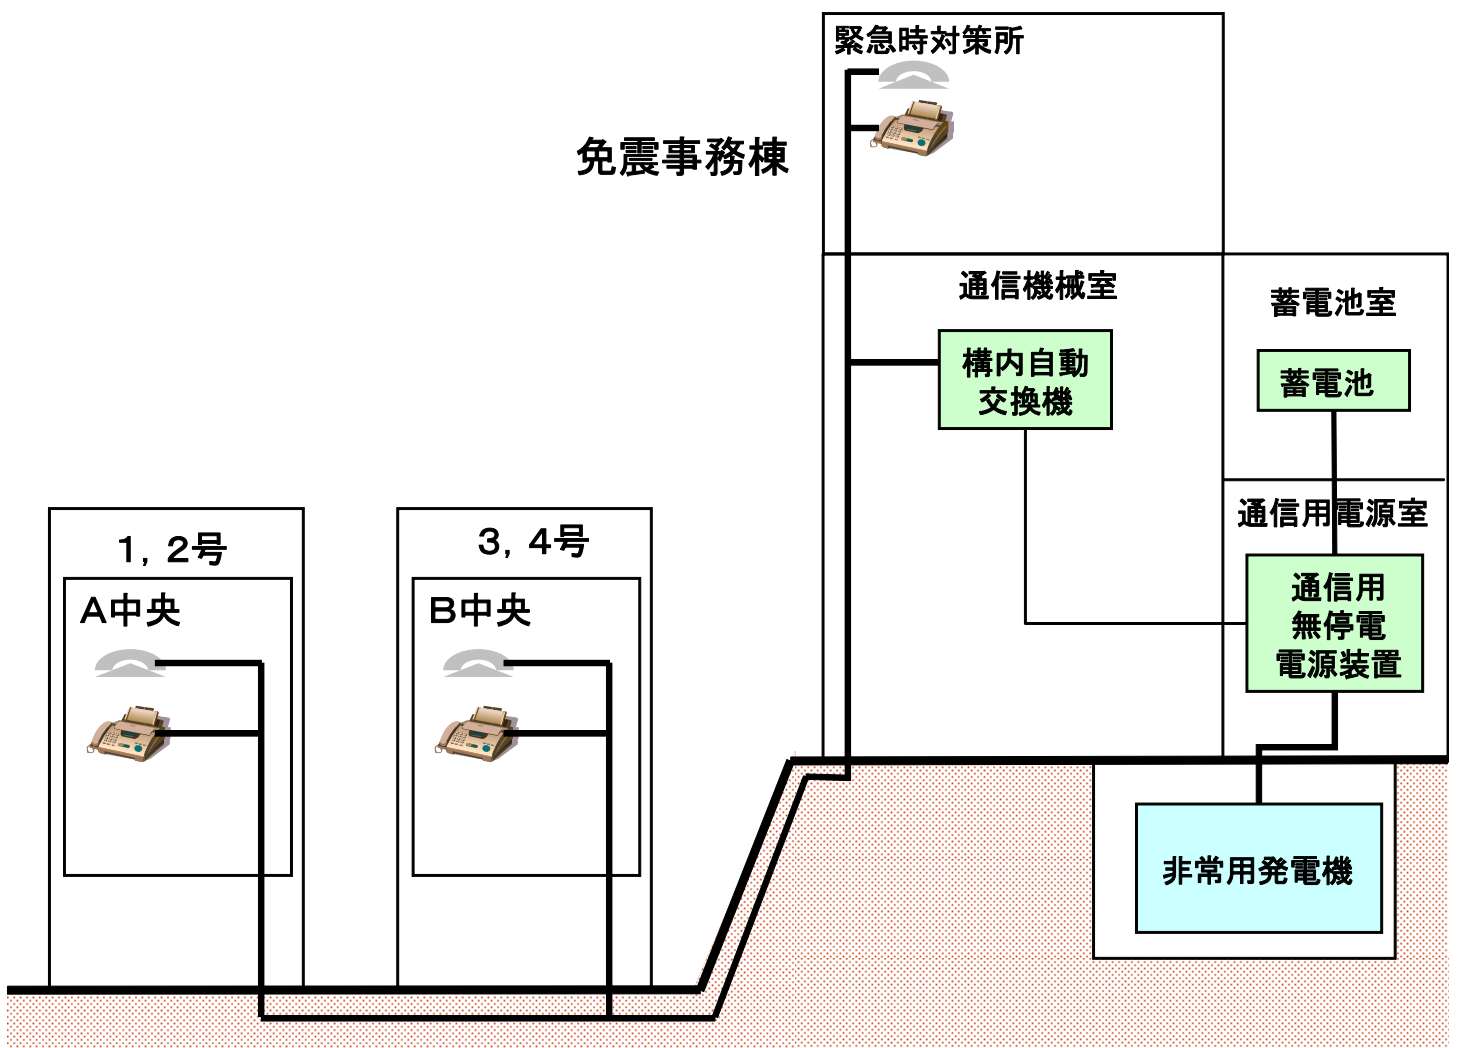 緊急時対策所
免震事務棟
通信機械室
蓄電池室
構内自動
交換機
蓄電池
通信用電源室
1，2号
3，4号
通信用
無停電
電源装置
A中央
B中央
非常用発電機